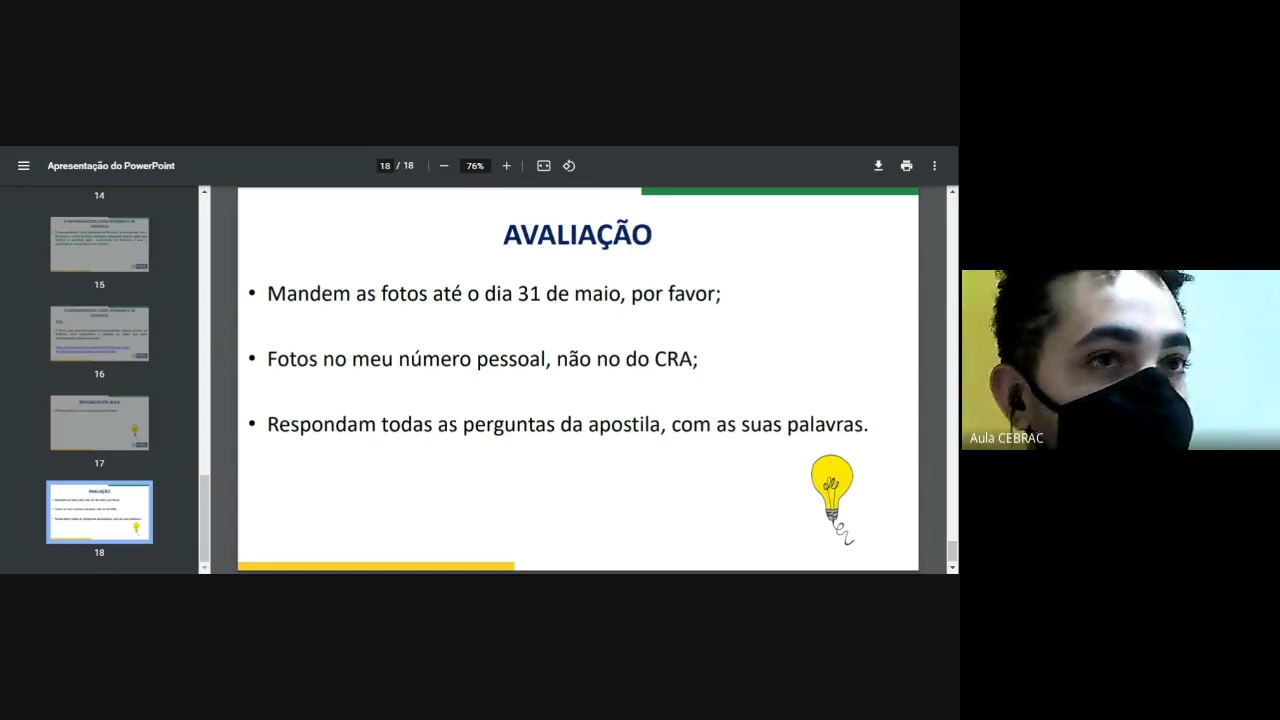 Apresentação do PowerPoint
18 / 18
76%
14
15
16
17
18
AVALIAÇÃO
• Mandem as fotos até o dia 31 de maio, por favor;
• Fotos no meu número pessoal, não no do CRA;
• Respondam todas as perguntas da apostila, com as suas palavras.
Aula CEBRAC